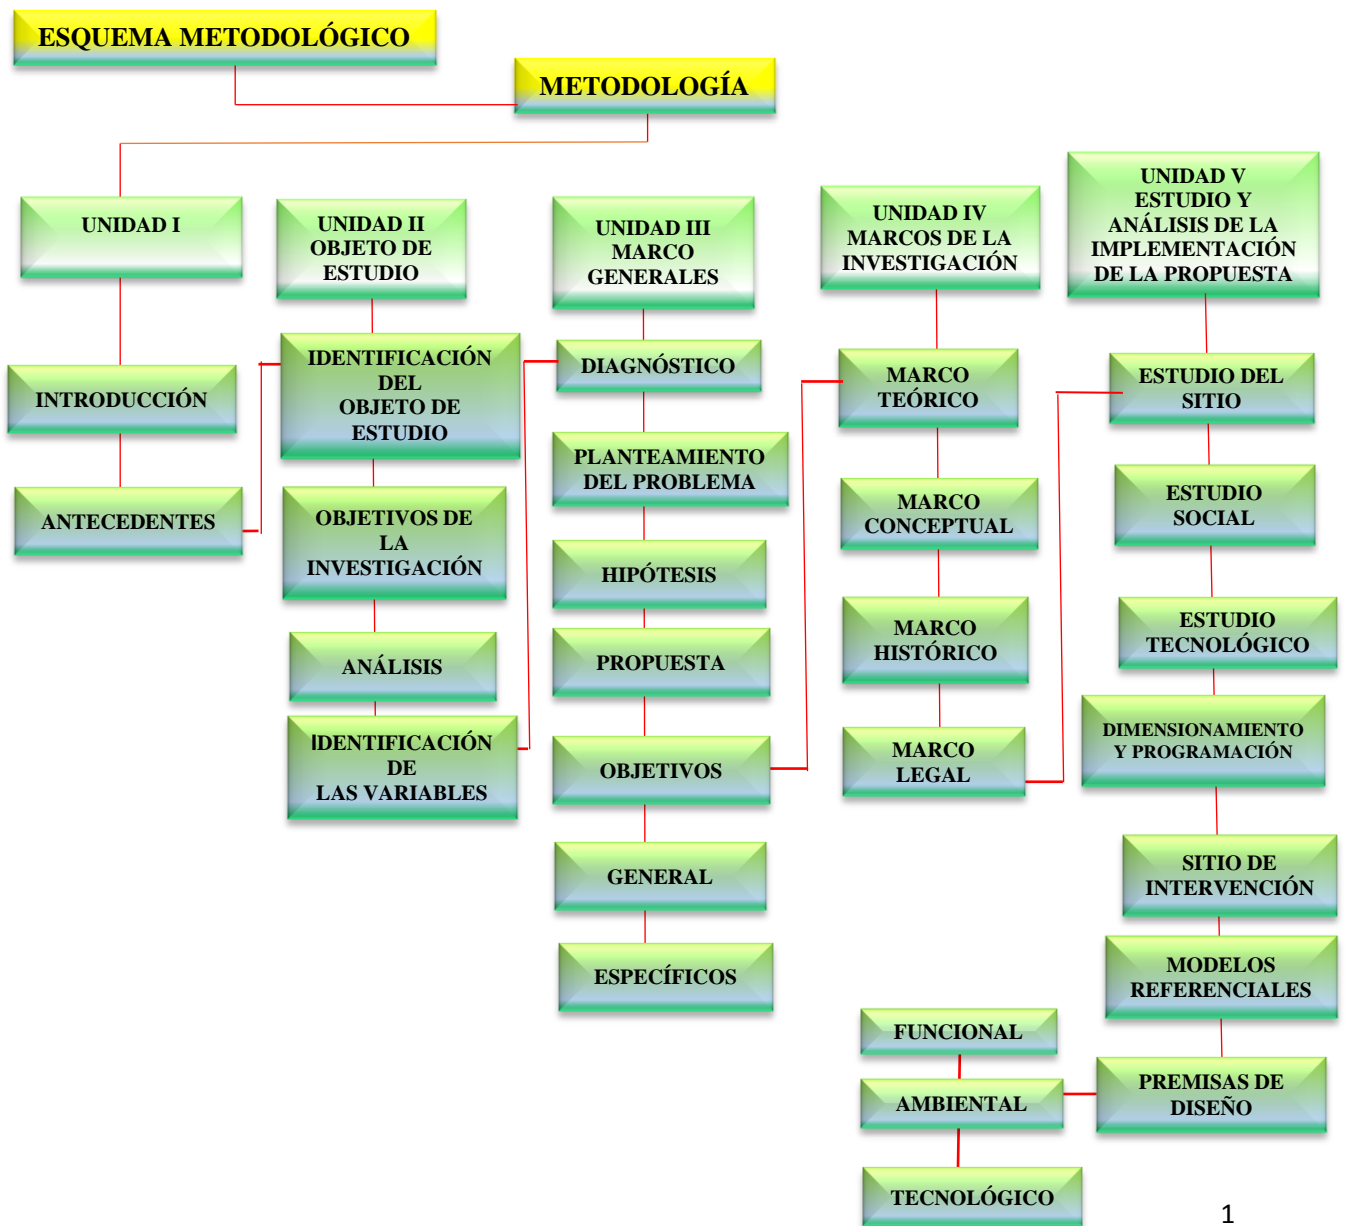 ESQUEMA METODOLÓGICO
METODOLOGÍA
UNIDAD I
INTRODUCCIÓN
ANTECEDENTES
UNIDAD II
OBJETO DE
ESTUDIO
IDENTIFICACIÓN
DEL
OBJETO DE
ESTUDIO
OBJETIVOS DE
LA
INVESTIGACIÓN
ANÁLISIS
IDENTIFICACIÓN
DE
LAS VARIABLES
UNIDAD III
MARCO
GENERALES
DIAGNÓSTICO
PLANTEAMIENTO
DEL PROBLEMA
HIPÓTESIS
PROPUESTA
OBJETIVOS
GENERAL
ESPECÍFICOS
UNIDAD IV
MARCOS DE LA
INVESTIGACIÓN
MARCO
TEÓRICO
MARCO
CONCEPTUAL
MARCO
HISTÓRICO
MARCO
LEGAL
UNIDAD V
ESTUDIO Y
ANÁLISIS DE LA
IMPLEMENTACIÓN
DE LA PROPUESTA
ESTUDIO DEL
SITIO
ESTUDIO
SOCIAL
ESTUDIO
TECNOLÓGICO
DIMENSIONAMIENTO
Y PROGRAMACIÓN
SITIO DE
INTERVENCIÓN
MODELOS
REFERENCIALES
PREMISAS DE
DISEÑO
FUNCIONAL
AMBIENTAL
TECNOLÓGICO
1